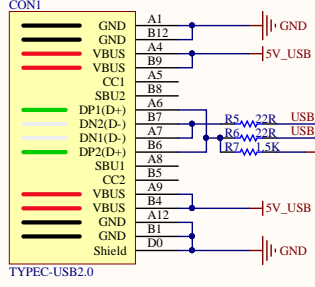 CON1
GND A1 GND
GND B12
VBUS A4 5V_USB
VBUS B9
CC1 A5
SBU2 B8
DP1(D+) A6
DN2(D-) B7 R5 22R USB
DN1(D-) A7 R6 22R USB
DP2(D+) B6 R7 1.5K
SBU1 A8
CC2 B5
VBUS A9
VBUS B4 5V_USB
GND A12
GND B1
Shield D0 GND
TYPEC-USB2.0